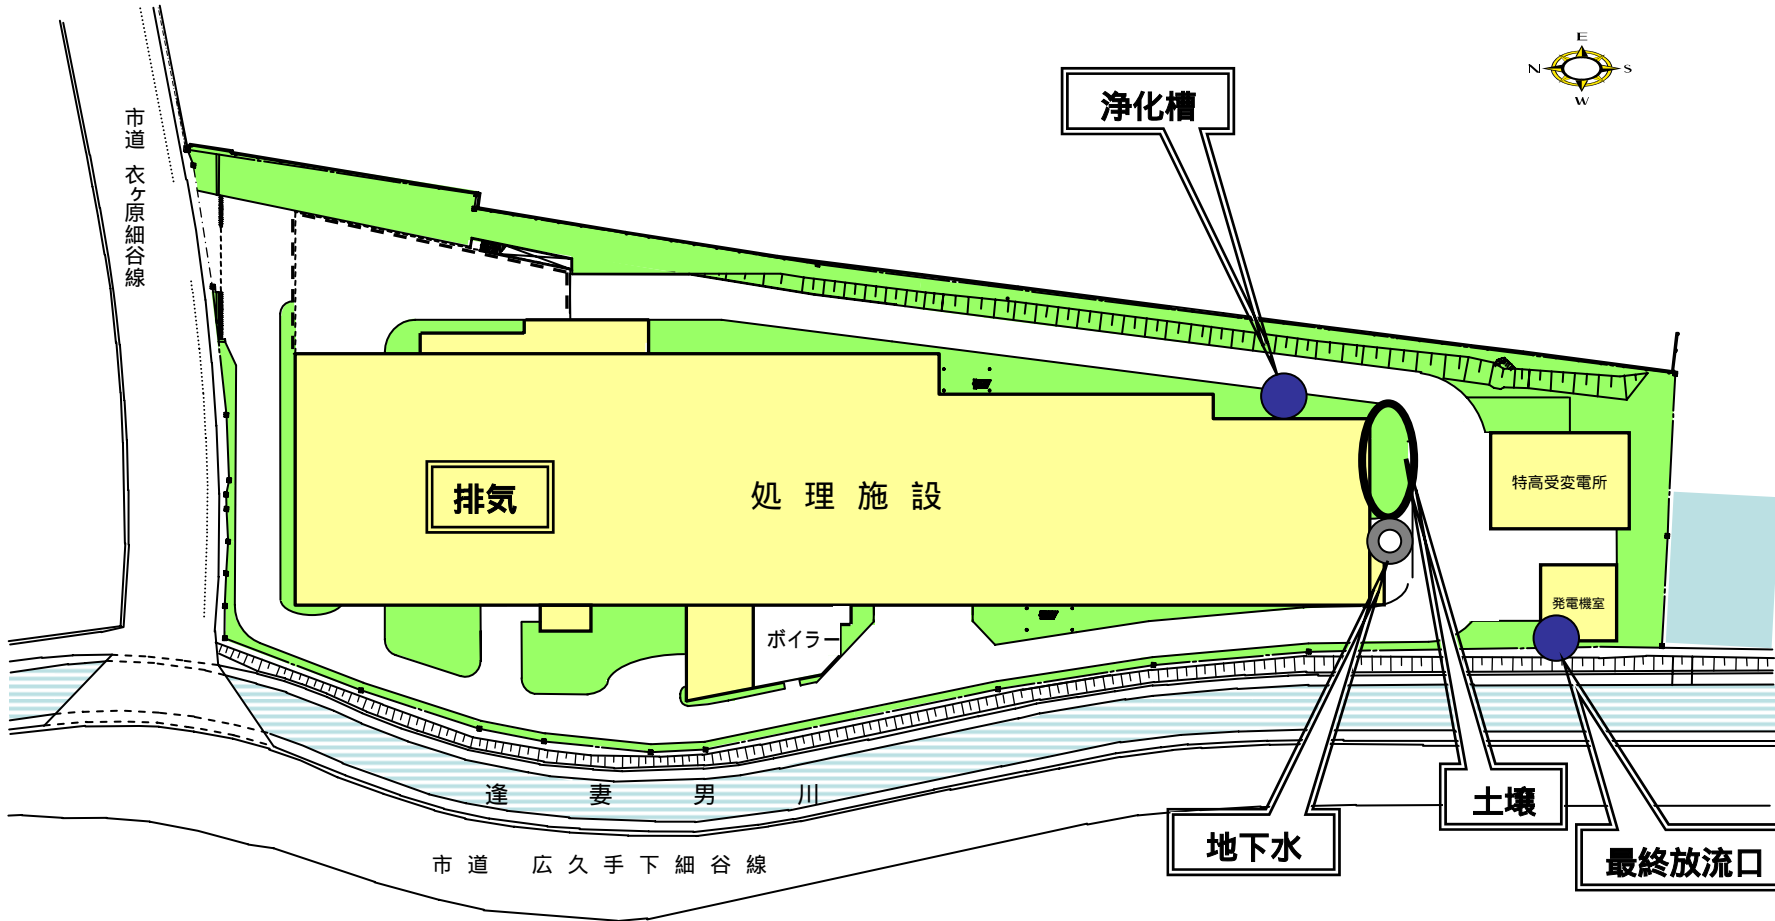 E
N
S
W
浄化槽
市道 衣ヶ原細谷線
排気
処理施設
特高受変電所
発電機室
ボイラー
逢妻男川
土壌
地下水
最終放流口
市道 広久手下細谷線